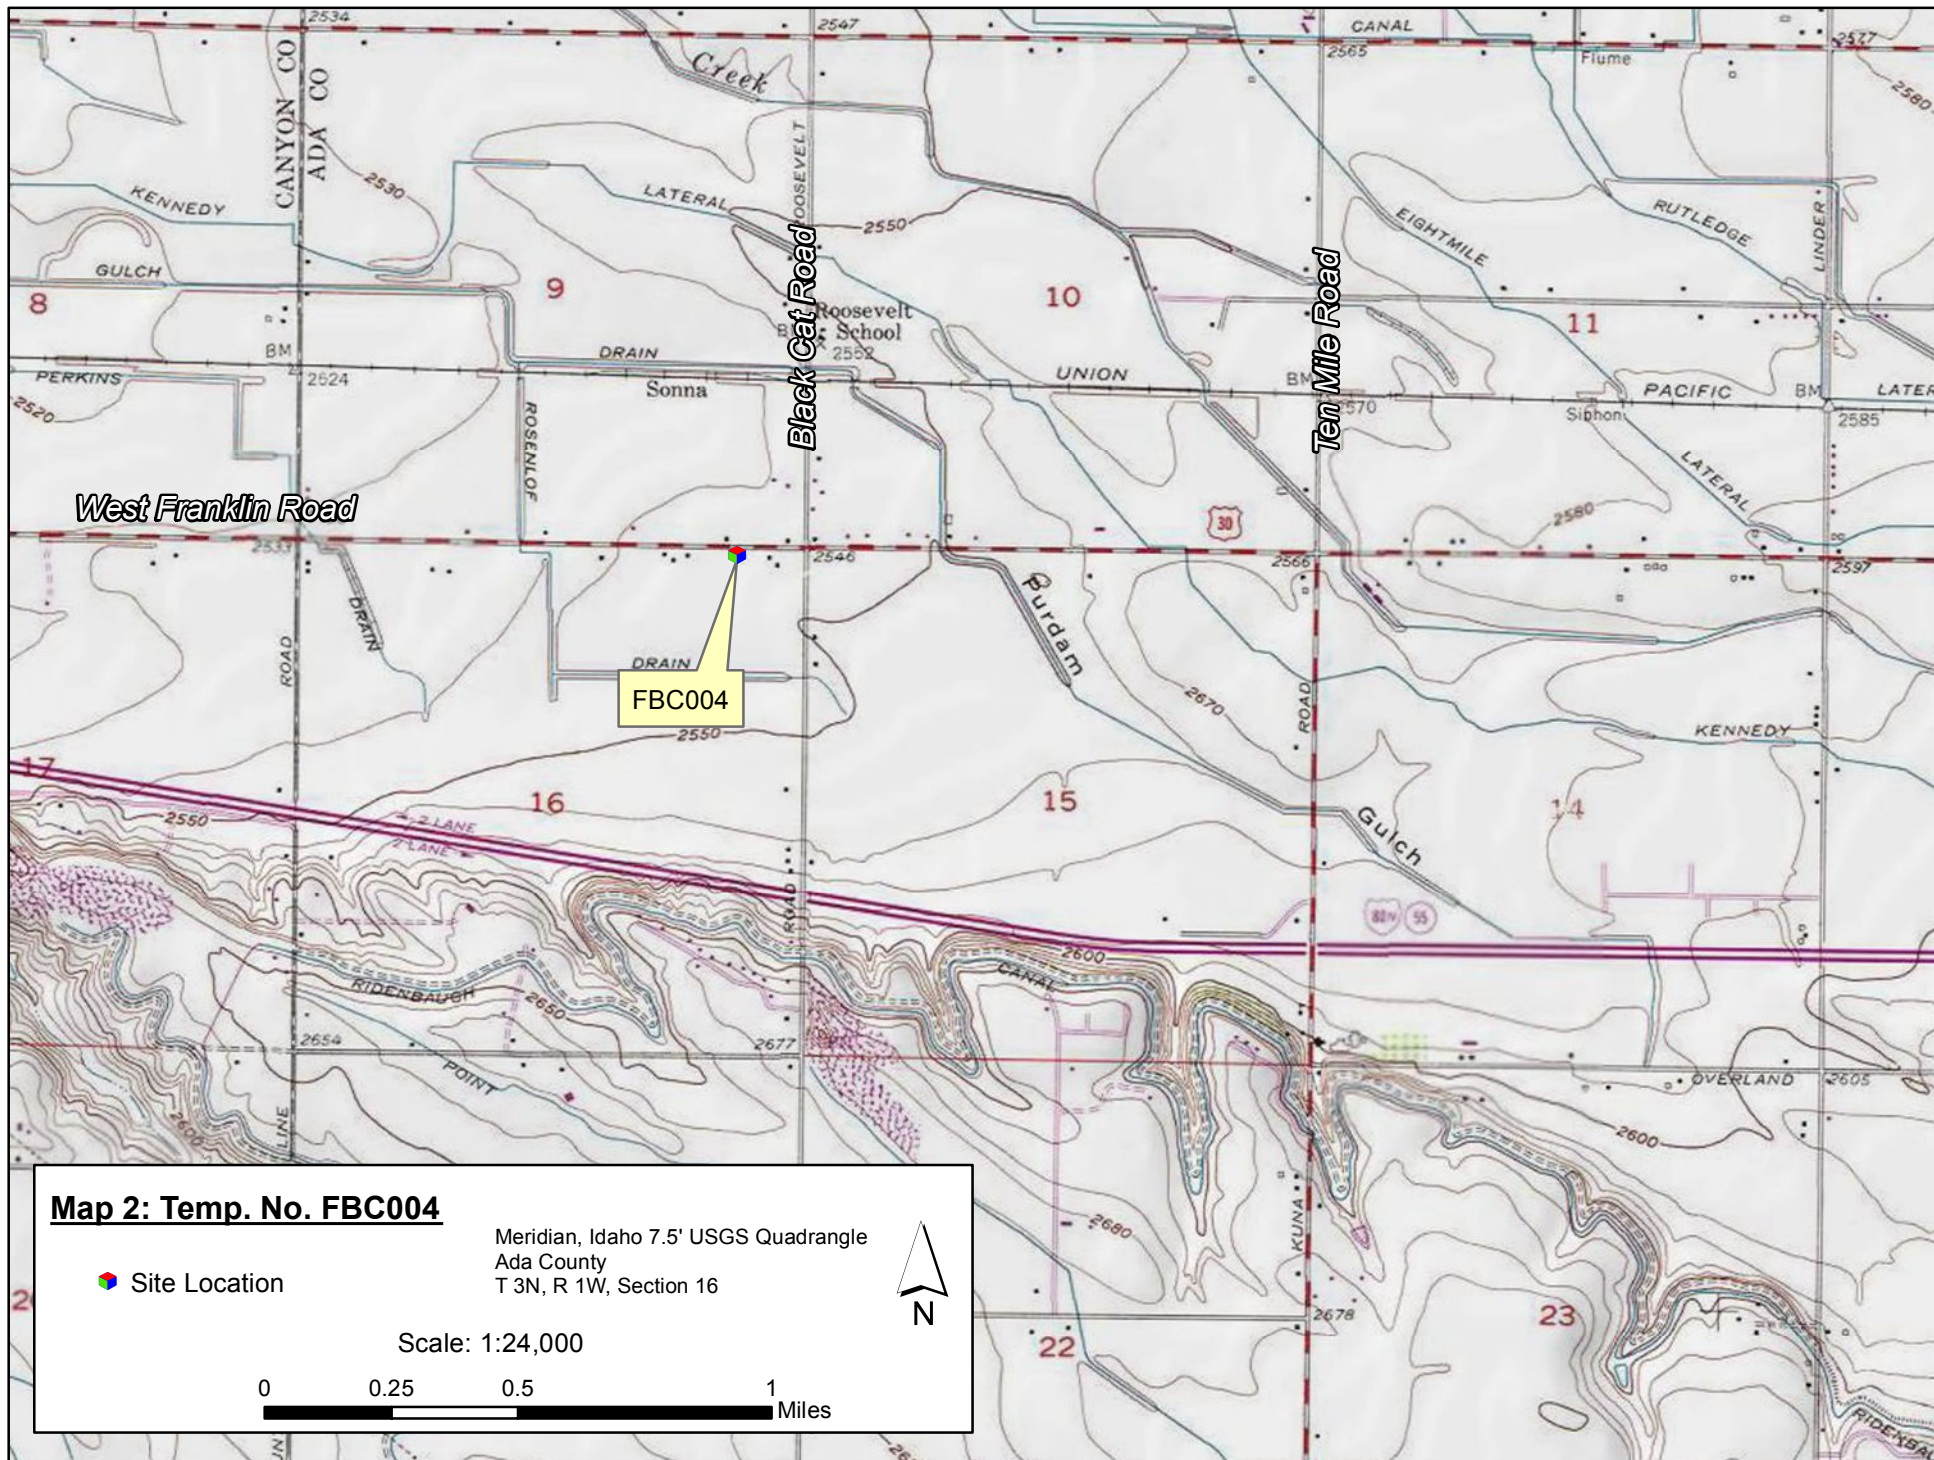 2534
2547
CANAL
2565
2577
Flume
Creek
2580
CANYON CO
ADA CO
ROOSEVELT
KENNEDY
2530
LATERAL
2550
EIGHTMILE
RUTLEDGE
LINDER
GULCH
8
9
10
11
Black Cat Road
Ten Mile Road
Roosevelt
School
2552
BM
2524
DRAIN
Sonna
UNION
BM
2570
PACIFIC
BM
LATER
2585
Siphon
PERKINS
2520
ROSENLOF
LATERAL
West Franklin Road
2533
2546
30
2580
2566
2597
DRAIN
ROAD
DRAIN
FBC004
Purdam
2670
ROAD
KENNEDY
2550
17
16
15
14
2550
2 LANE
2 LANE
Gulch
ROAD
80N
55
2600
CANAL
RIDENBAUGH
2650
2654
2677
POINT
OVERLAND
2605
2600
LINE
2600
KUNA
2680
2678
22
23
RIDENBAU
Map 2: Temp. No. FBC004
Site Location
Meridian, Idaho 7.5' USGS Quadrangle
Ada County
T 3N, R 1W, Section 16
N
Scale: 1:24,000
0 0.25 0.5 1
Miles